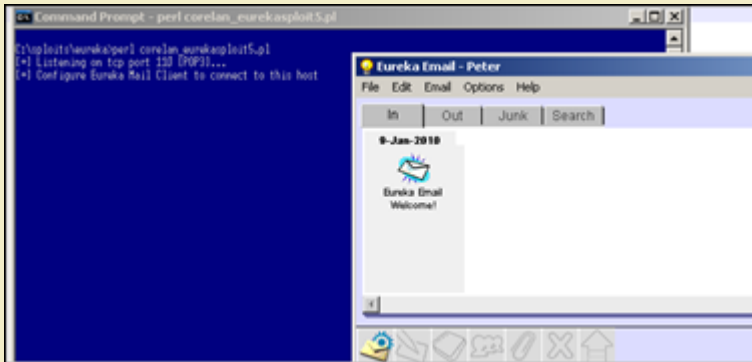 Command Prompt - perl corelan_eurekasploit5.pl
C:\sploits\eureka>perl corelan_eurekasploit5.pl
[+] Listening on tcp port 110 [POP3]...
[+] Configure Eureka Mail Client to connect to this host
Eureka Email - Peter
File Edit Email Options Help
In Out Junk Search
9-Jan-2010
Eureka Email
Welcome!